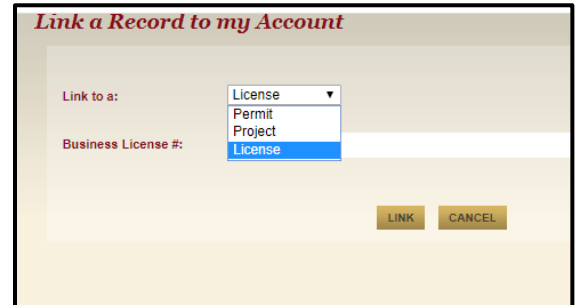 Link a Record to my Account
Link to a: License ▼
Permit
Project
Business License #: License
LINK CANCEL